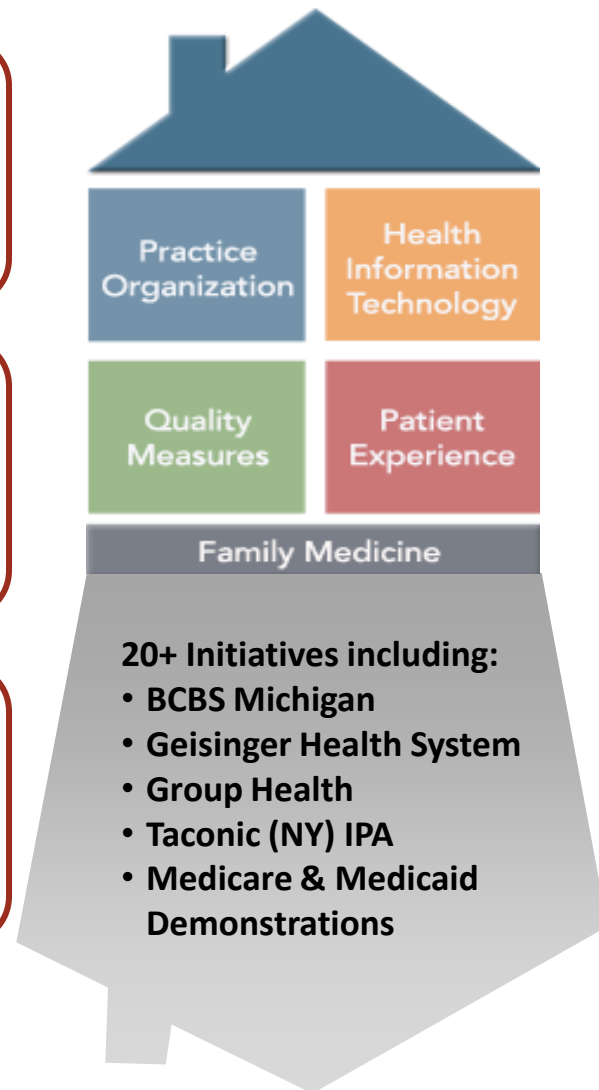 Practice
Organization
Health
Information
Technology
Quality
Measures
Patient
Experience
Family Medicine
20+ Initiatives including:
• BCBS Michigan
• Geisinger Health System
• Group Health
• Taconic (NY) IPA
• Medicare & Medicaid
Demonstrations